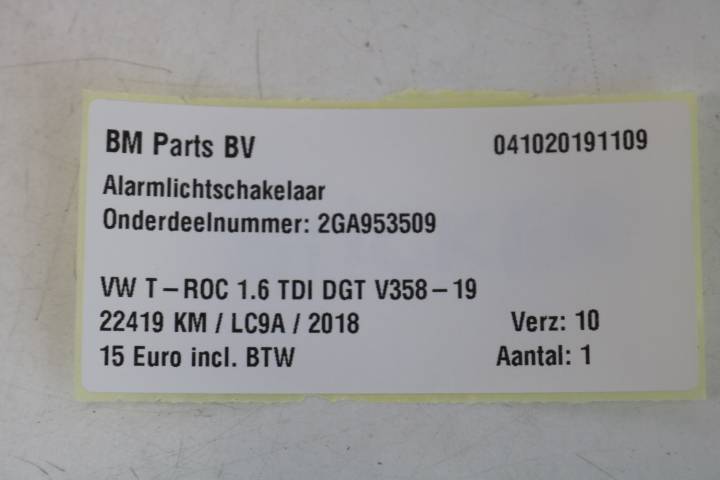 BM Parts BV 041020191109
Alarmlichtschakelaar
Onderdeelnummer: 2GA953509
VW T-ROC 1.6 TDI DGT V358-19
22419 KM / LC9A / 2018 Verz: 10
15 Euro incl. BTW Aantal: 1